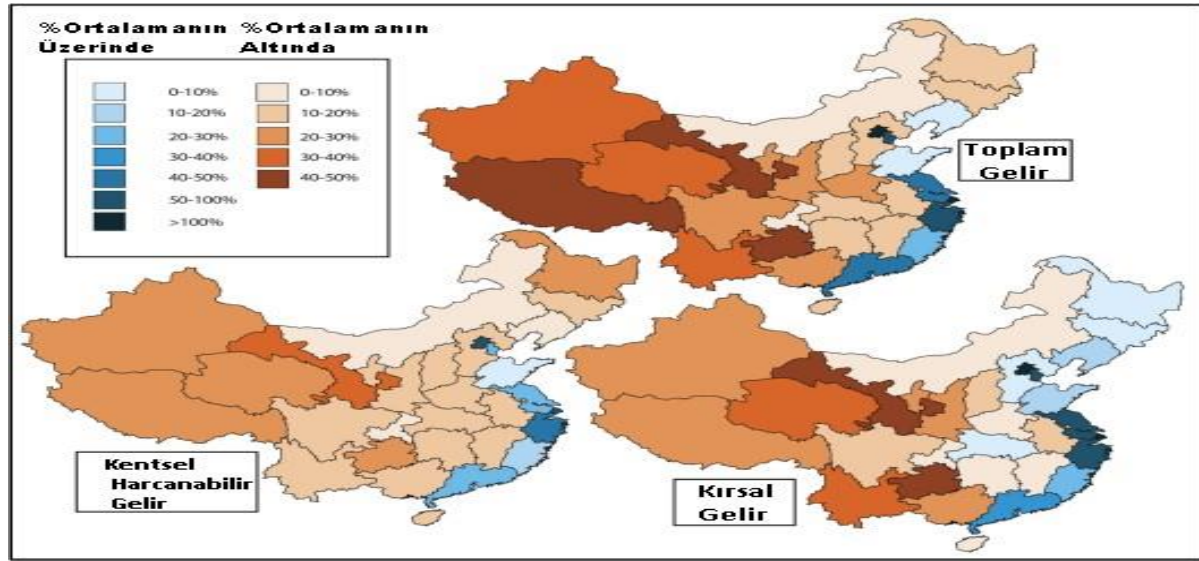 %Ortalamanın Üzerinde
%Ortalamanın Altında
0-10%
10-20%
20-30%
30-40%
40-50%
50-100%
>100%
0-10%
10-20%
20-30%
30-40%
40-50%
Toplam
Gelir
Kentsel
Harcanabilir
Gelir
Kırsal
Gelir